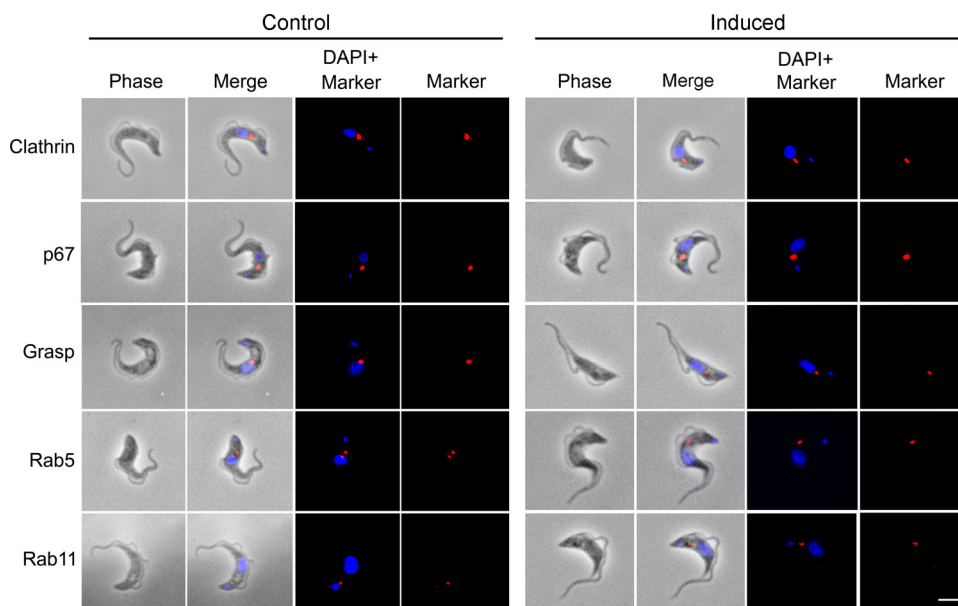 Control
Induced
Phase
Merge
DAPI+
Marker
Marker
Phase
Merge
DAPI+
Marker
Marker
Clathrin
p67
Grasp
Rab5
Rab11